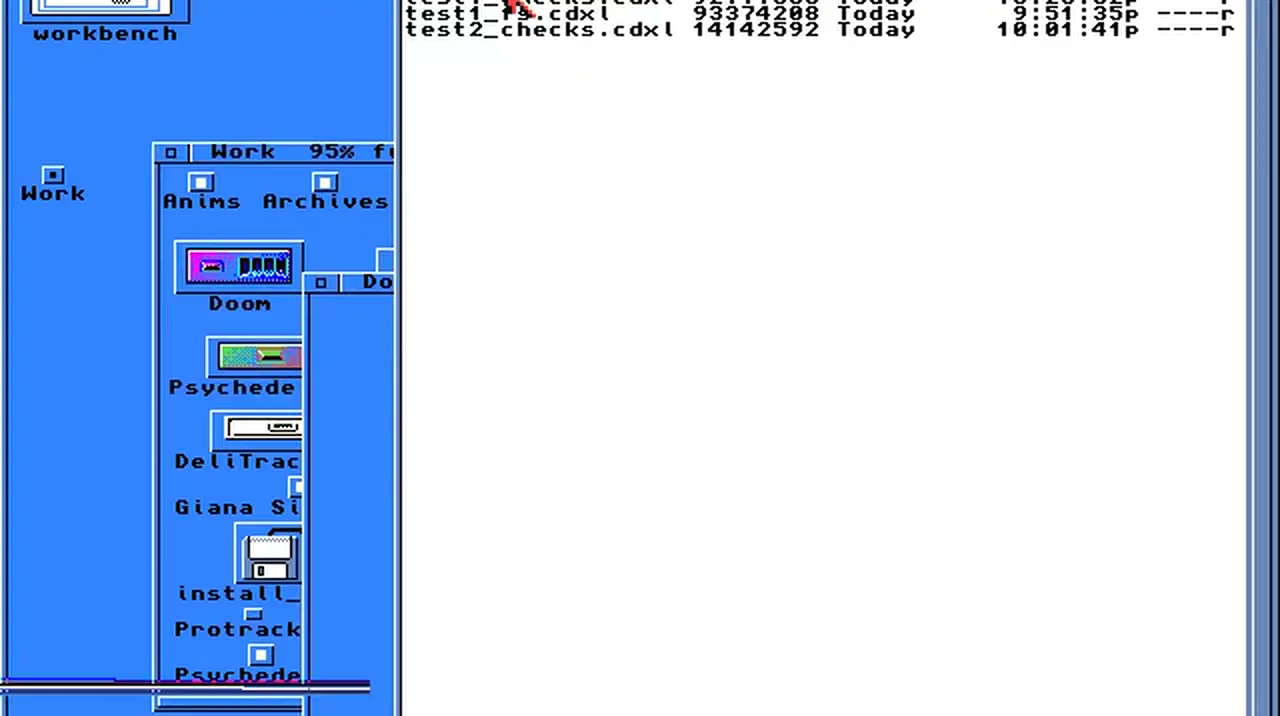 test1_fs.cdxl 93374208 Today 9:51:35p ----r
test2_checks.cdxl 14142592 Today 10:01:41p ----r
workbench
Work 95%
Work
Anims Archives
Doom
Do
Psychede
DeliTrac
Giana Si
install_
Protrack
Psychede